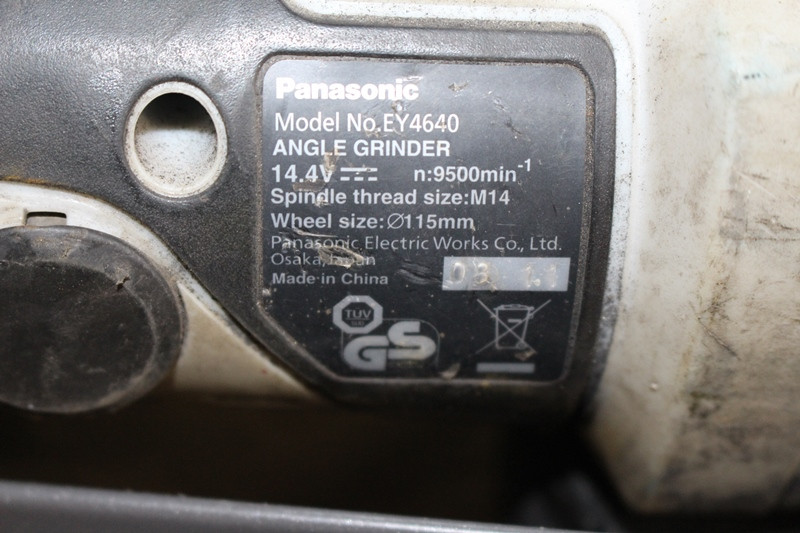 Panasonic
Model No.EY4640
ANGLE GRINDER
14.4V n:9500min-1
Spindle thread size:M14
Wheel size:Ø115mm
Panasonic Electric Works Co., Ltd.
Osaka,Japan
Made in China
TUV
GS